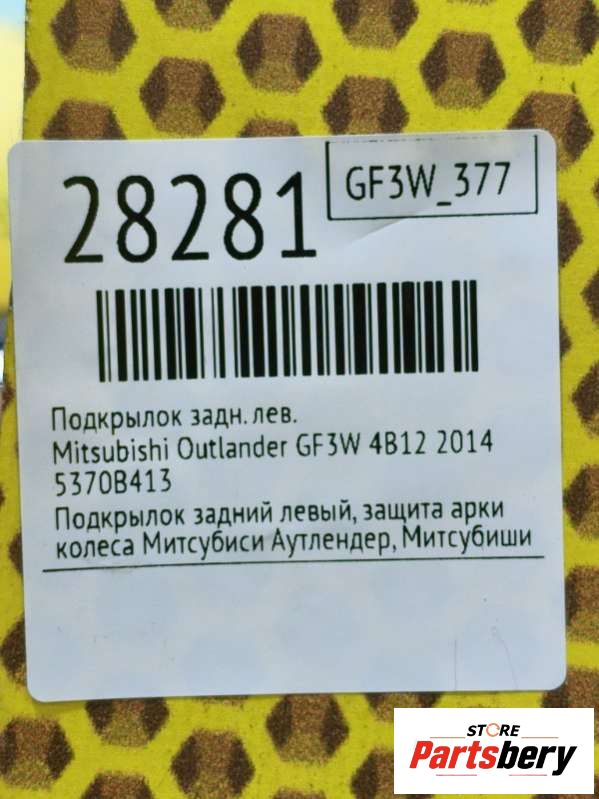 28281
GF3W_377
Подкрылок задн. лев.
Mitsubishi Outlander GF3W 4B12 2014
5370B413
Подкрылок задний левый, защита арки
колеса Митсубиси Аутлендер, Митсубиши
STORE
Partsbery